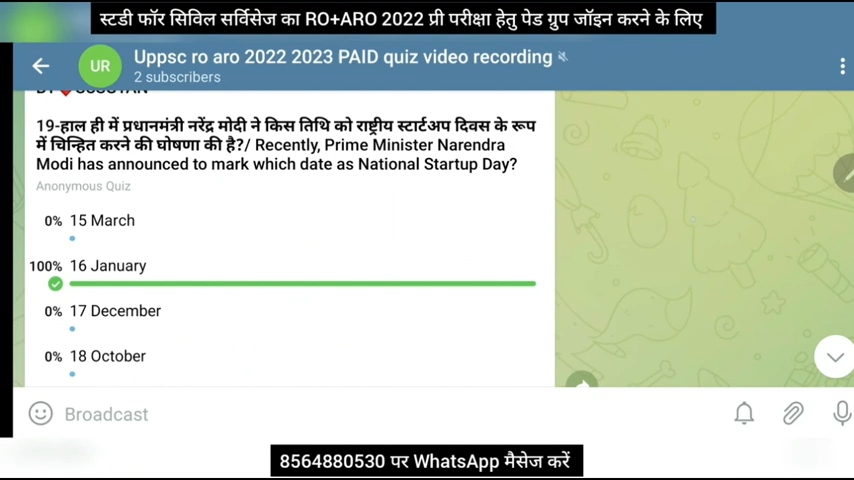 स्टडी फॉर सिविल सर्विसेज का RO+ARO 2022 प्री परीक्षा हेतु पेड ग्रुप जॉइन करने के लिए
UR
Uppsc ro aro 2022 2023 PAID quiz video recording
2 subscribers
19-हाल ही में प्रधानमंत्री नरेंद्र मोदी ने किस तिथि को राष्ट्रीय स्टार्टअप दिवस के रूप
में चिन्हित करने की घोषणा की है?/ Recently, Prime Minister Narendra
Modi has announced to mark which date as National Startup Day?
Anonymous Quiz
0% 15 March
100% 16 January
0% 17 December
0% 18 October
Broadcast
8564880530 पर WhatsApp मैसेज करें